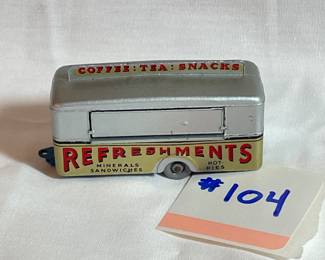 COFFEE: TEA: SNACKS
REFRESHMENTS
MINERALS
SANDWICHES
HOT
PIES
#104